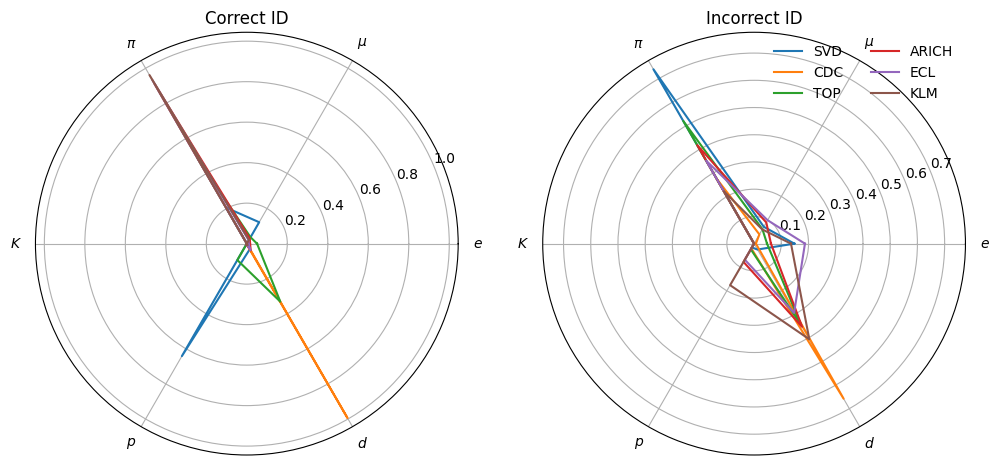 Correct ID
π
μ
K
e
p
d
0.2
0.4
0.6
0.8
1.0
Incorrect ID
π
μ
K
e
p
d
0.1
0.2
0.3
0.4
0.5
0.6
0.7
SVD
CDC
TOP
ARICH
ECL
KLM